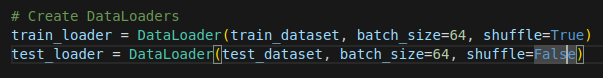 # Create DataLoaders
train_loader = DataLoader(train_dataset, batch_size=64, shuffle=True)
test_loader = DataLoader(test_dataset, batch_size=64, shuffle=False)